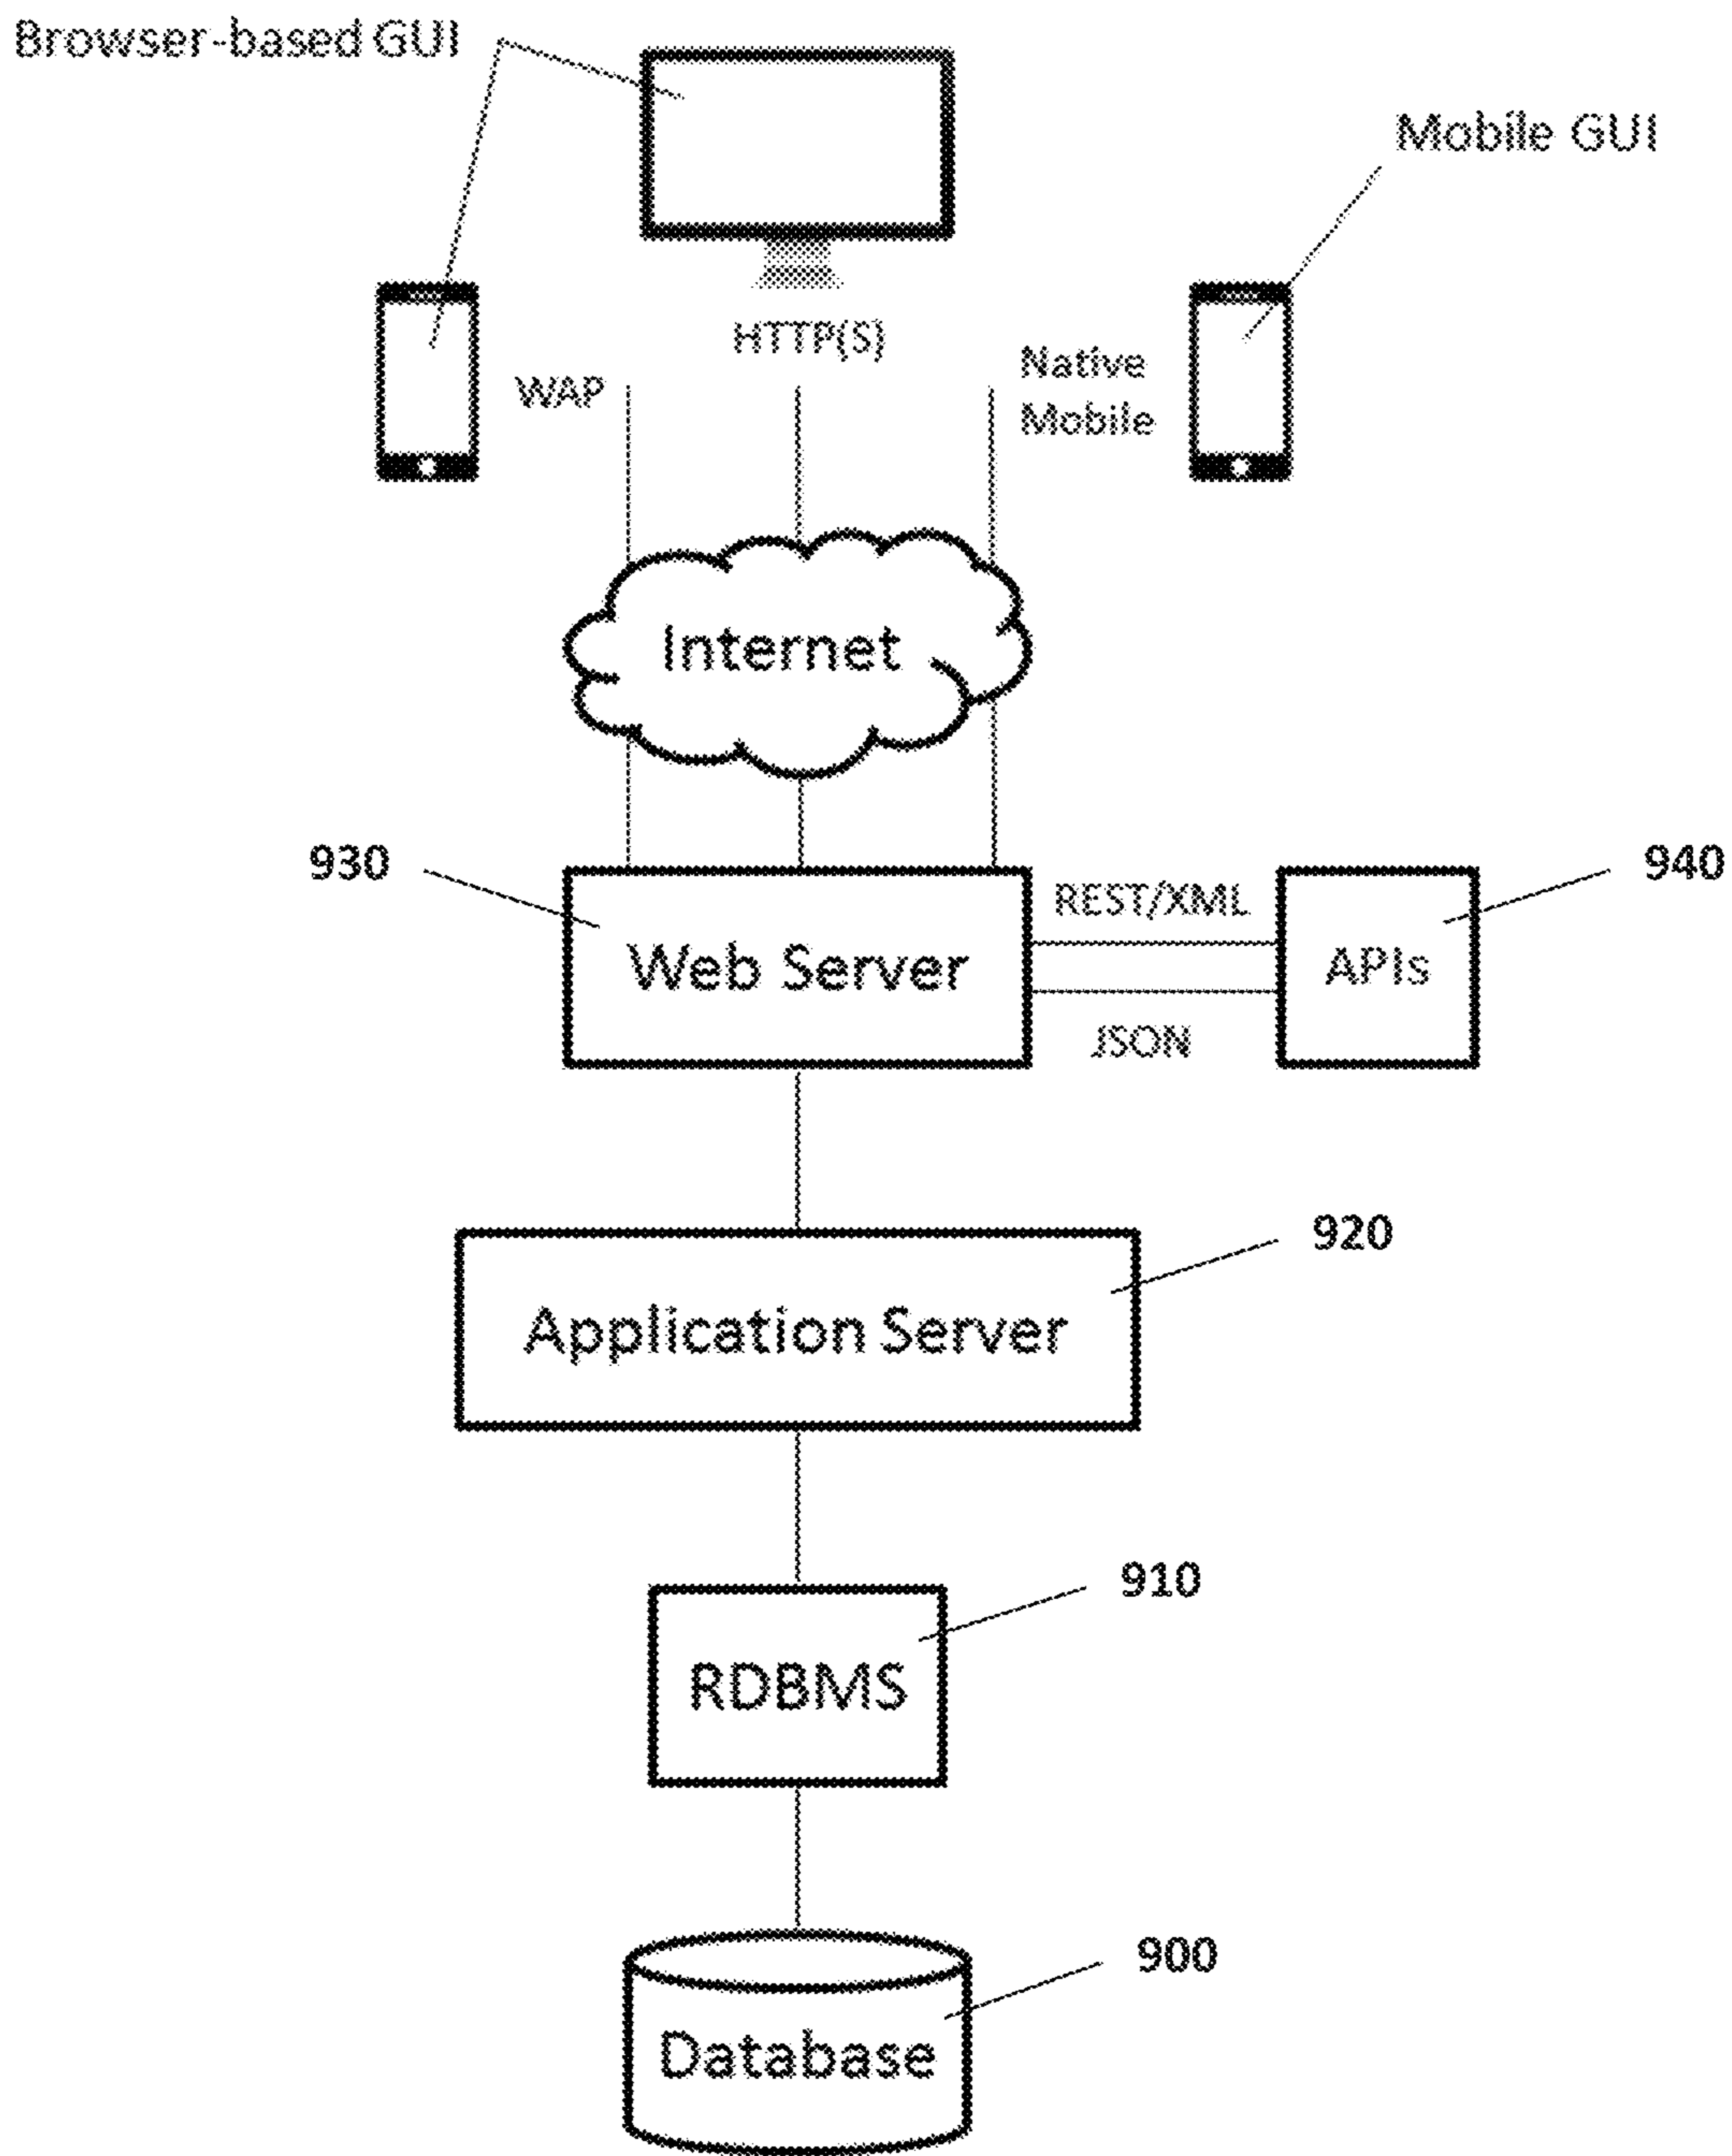 Browser-based GUI
Mobile GUI
HTTP(S)
WAP
Native
Mobile
Internet
930
940
REST/XML
Web Server
APIs
JSON
920
Application Server
910
RDBMS
900
Database